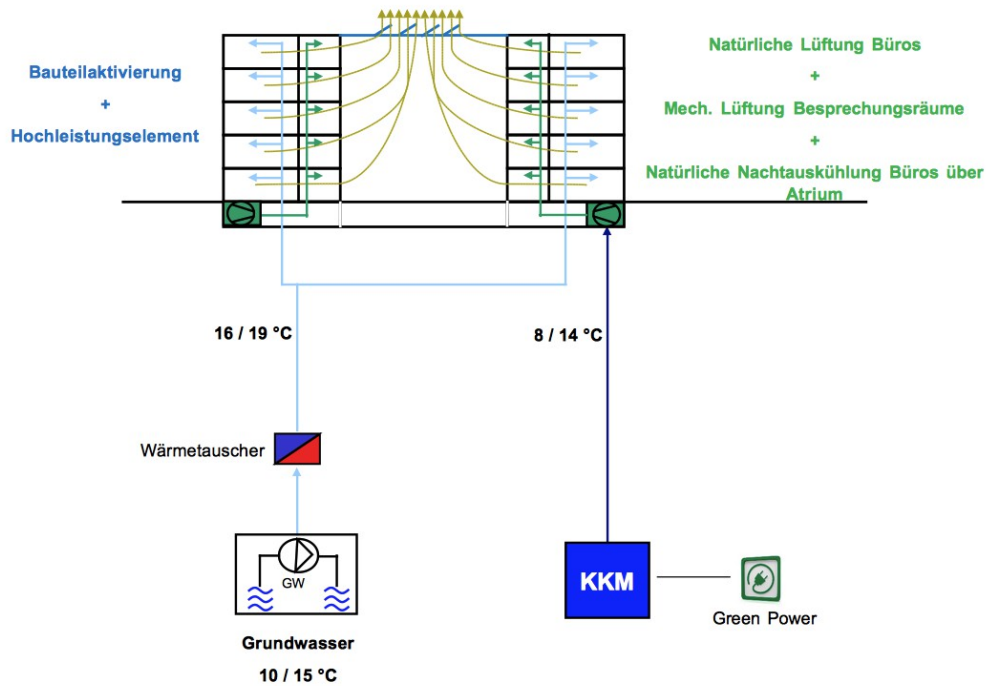 Bauteilaktivierung
+
Hochleistungselement
Natürliche Lüftung Büros
+
Mech. Lüftung Besprechungsräume
+
Natürliche Nachtauskühlung Büros über
Atrium
16 / 19 °C
8 / 14 °C
Wärmetauscher
GW
Grundwasser
10 / 15 °C
KKM
Green Power